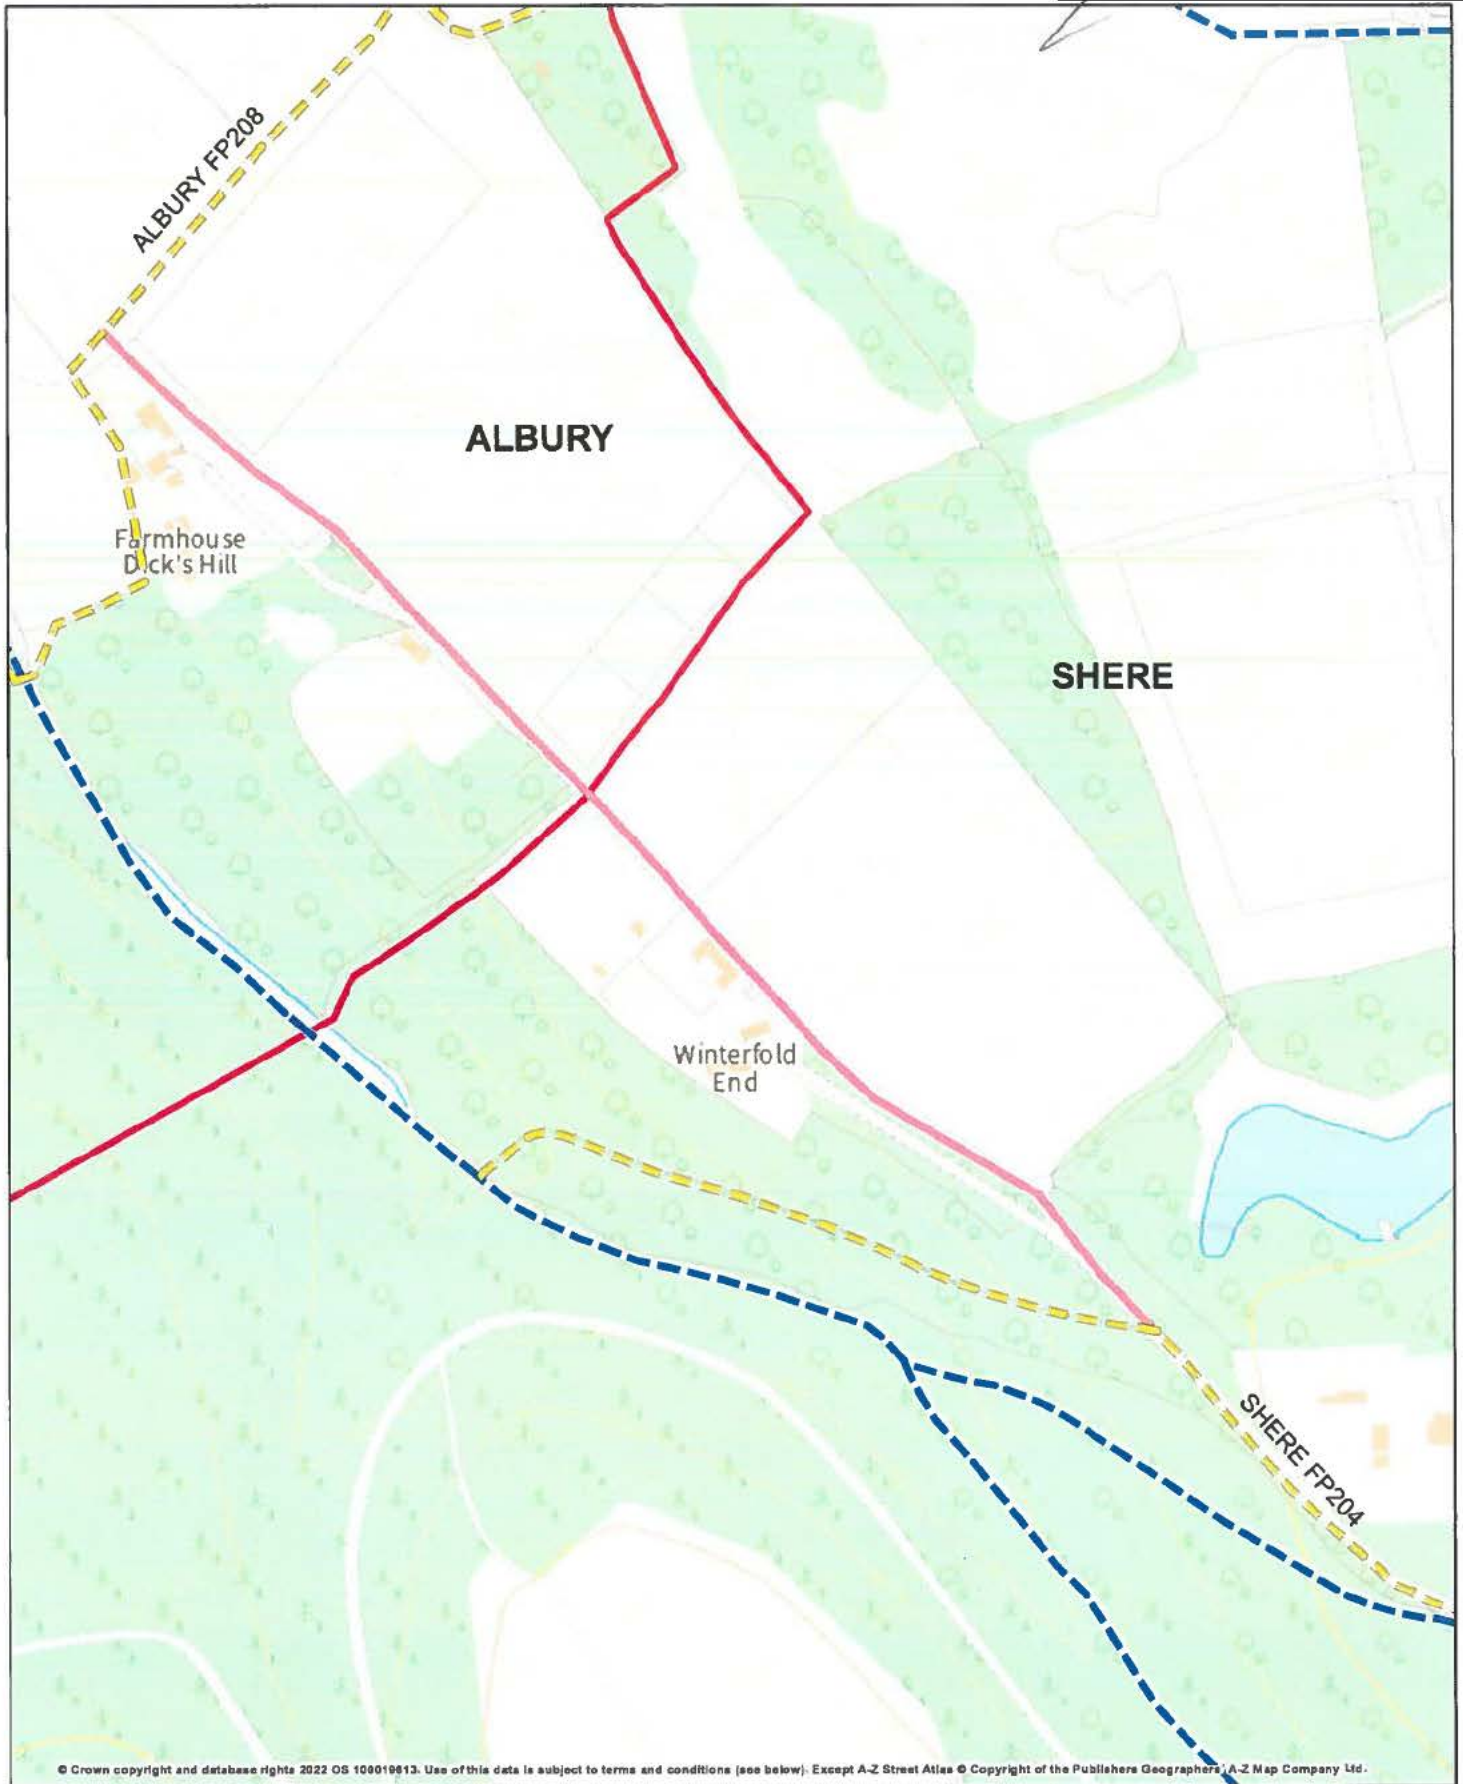 ALBURY FP208
ALBURY
Farmhouse
Dick's Hill
SHERE
Winterfold
End
SHERE FP204
© Crown copyright and database rights 2022 OS 100019613. Use of this data is subject to terms and conditions (see below). Except A-Z Street Atlas © Copyright of the Publishers Geographers' A-Z Map Company Ltd.